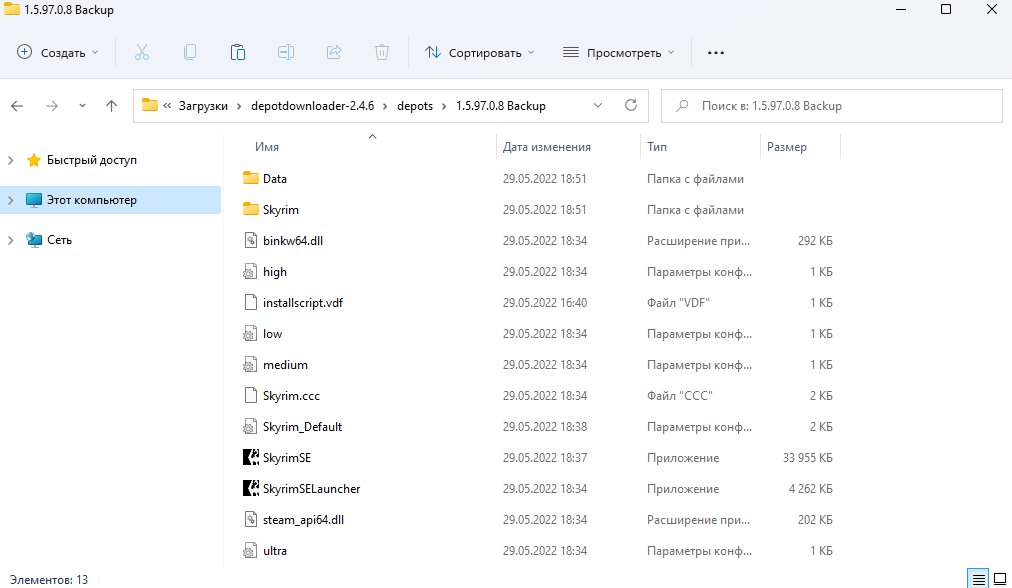 1.5.97.0.8 Backup
Создать Сортировать Просмотреть
« Загрузки > depotdownloader-2.4.6 > depots > 1.5.97.0.8 Backup Поиск в: 1.5.97.0.8 Backup
Быстрый доступ
Этот компьютер
Сеть
Имя Дата изменения Тип Размер
Data 29.05.2022 18:51 Папка с файлами
Skyrim 29.05.2022 18:51 Папка с файлами
binkw64.dll 29.05.2022 18:34 Расширение при... 292 КБ
high 29.05.2022 18:34 Параметры конф... 1 КБ
installscript.vdf 29.05.2022 16:40 Файл "VDF" 1 КБ
low 29.05.2022 18:34 Параметры конф... 1 КБ
medium 29.05.2022 18:34 Параметры конф... 1 КБ
Skyrim.ccc 29.05.2022 18:34 Файл "CCC" 2 КБ
Skyrim_Default 29.05.2022 18:38 Параметры конф... 2 КБ
SkyrimSE 29.05.2022 18:37 Приложение 33 955 КБ
SkyrimSELauncher 29.05.2022 18:34 Приложение 4 262 КБ
steam_api64.dll 29.05.2022 18:34 Расширение при... 202 КБ
ultra 29.05.2022 18:34 Параметры конф... 1 КБ
Элементов: 13